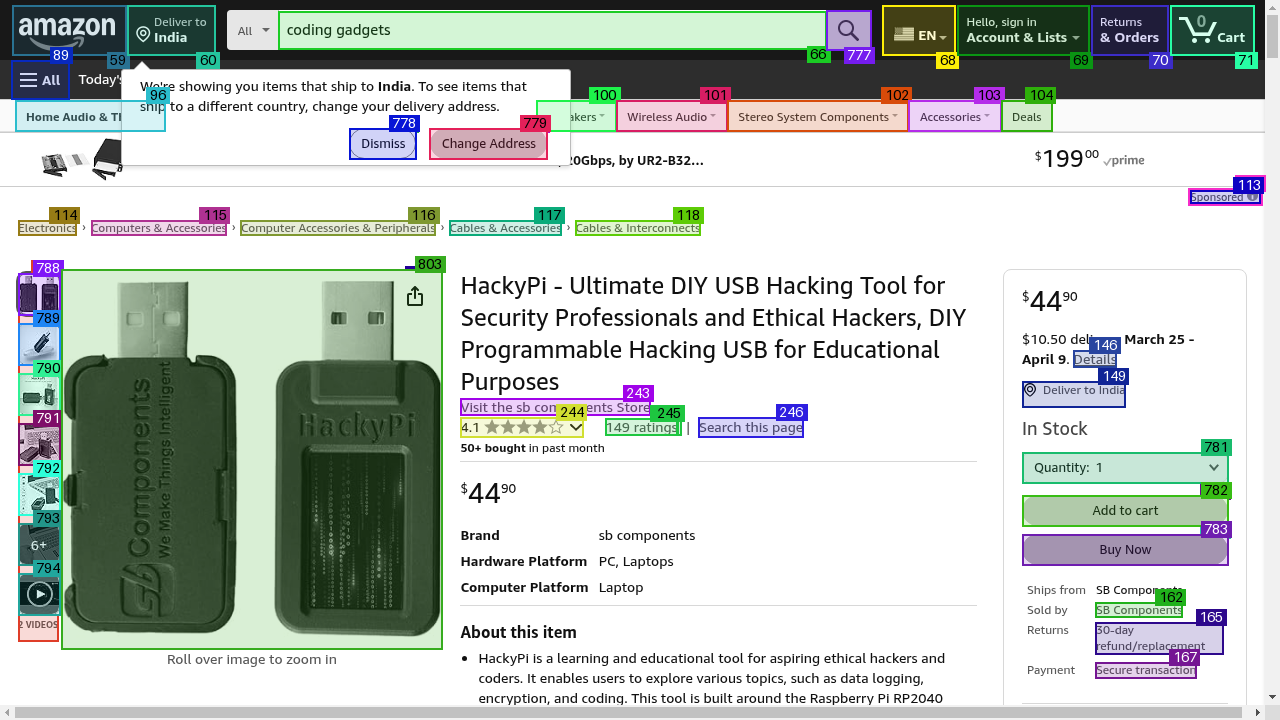 amazon
Deliver to
India
All
coding gadgets
EN
Hello, sign in
Account & Lists
Returns
& Orders
0
Cart
89
59
60
66
777
68
69
70
71
All
Today's
We're showing you items that ship to India. To see items that
ship to a different country, change your delivery address.
Dismiss
Change Address
778
779
96
100
101
102
103
104
Home Audio & Th
akers
Wireless Audio
Stereo System Components
Accessories
Deals
20Gbps, by UR2-B32...
$199 00
prime
113
Sponsored
114
115
116
117
118
Electronics › Computers & Accessories › Computer Accessories & Peripherals › Cables & Accessories › Cables & Interconnects
788
789
790
791
792
793
794
6+
2 VIDEOS
803
Components
We Make Things Intelligent
SB
HackyPi
Roll over image to zoom in
HackyPi - Ultimate DIY USB Hacking Tool for
Security Professionals and Ethical Hackers, DIY
Programmable Hacking USB for Educational
Purposes
243
Visit the sb components Store
244
245
246
4.1
149 ratings | Search this page
50+ bought in past month
$44 90
Brand sb components
Hardware Platform PC, Laptops
Computer Platform Laptop
About this item
• HackyPi is a learning and educational tool for aspiring ethical hackers and
coders. It enables users to explore various topics, such as data logging,
encryption, and coding. This tool is built around the Raspberry Pi RP2040
$44 90
$10.50 delivery March 25 -
April 9. Details
146
149
Deliver to India
In Stock
781
Quantity: 1
782
Add to cart
783
Buy Now
Ships from SB Components
162
Sold by SB Components
165
Returns 30-day
refund/replacement
167
Payment Secure transaction